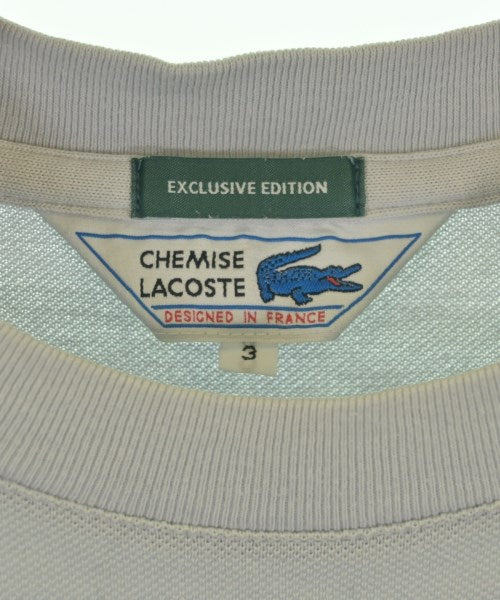 EXCLUSIVE EDITION
CHEMISE
LACOSTE
DESIGNED IN FRANCE
3